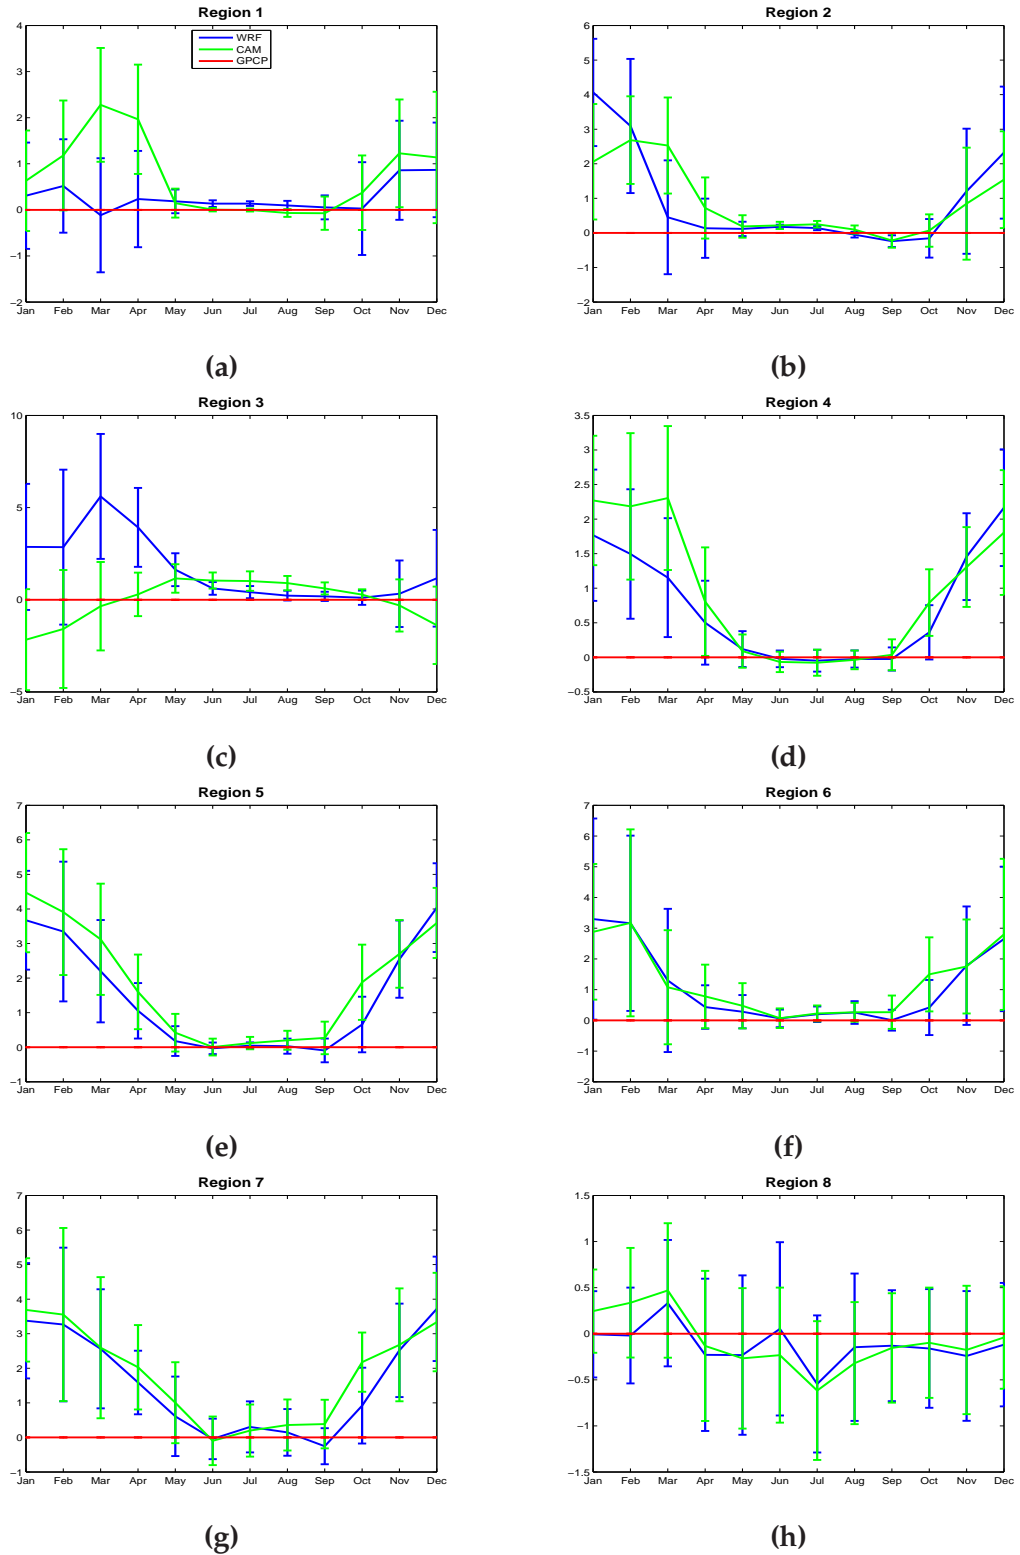 Region 1
4
3
2
1
0
−1
−2
WRF
CAM
GPCP
Jan Feb Mar Apr May Jun Jul Aug Sep Oct Nov Dec
(a)
Region 2
6
5
4
3
2
1
0
−1
−2
Jan Feb Mar Apr May Jun Jul Aug Sep Oct Nov Dec
(b)
Region 3
10
5
0
−5
Jan Feb Mar Apr May Jun Jul Aug Sep Oct Nov Dec
(c)
Region 4
3.5
3
2.5
2
1.5
1
0.5
0
−0.5
Jan Feb Mar Apr May Jun Jul Aug Sep Oct Nov Dec
(d)
Region 5
7
6
5
4
3
2
1
0
−1
Jan Feb Mar Apr May Jun Jul Aug Sep Oct Nov Dec
(e)
Region 6
7
6
5
4
3
2
1
0
−1
−2
Jan Feb Mar Apr May Jun Jul Aug Sep Oct Nov Dec
(f)
Region 7
7
6
5
4
3
2
1
0
−1
Jan Feb Mar Apr May Jun Jul Aug Sep Oct Nov Dec
(g)
Region 8
1.5
1
0.5
0
−0.5
−1
−1.5
Jan Feb Mar Apr May Jun Jul Aug Sep Oct Nov Dec
(h)